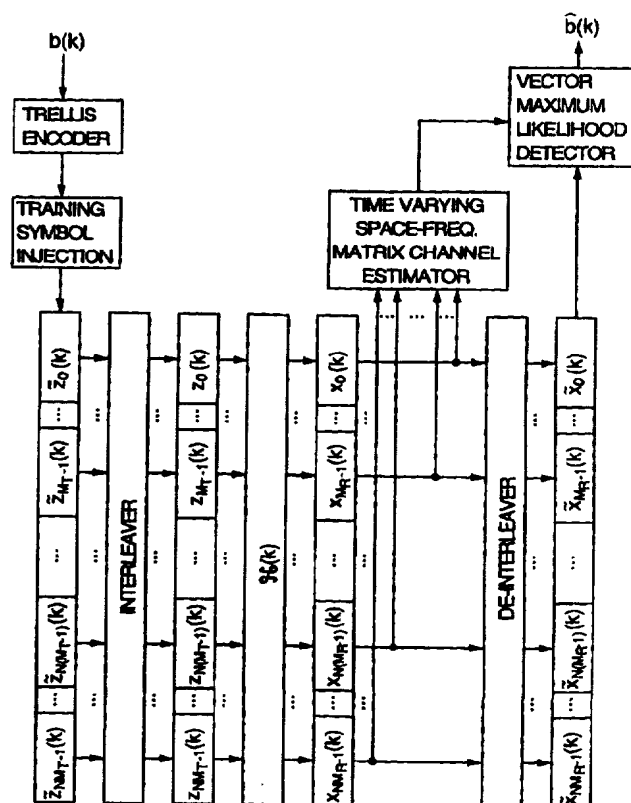 b(k)
b̂(k)
TRELLIS
ENCODER
TRAINING
SYMBOL
INJECTION
TIME VARYING
SPACE-FREQ.
MATRIX CHANNEL
ESTIMATOR
VECTOR
MAXIMUM
LIKELIHOOD
DETECTOR
z̃₀(k)
...
z̃_{M_T-1}(k)
...
z̃_{N(M_T-1)}(k)
...
z̃_{NM_T-1}(k)
INTERLEAVER
z₀(k)
...
z_{M_T-1}(k)
...
z_{N(M_T-1)}(k)
...
z_{NM_T-1}(k)
ℋ(k)
x₀(k)
...
x_{M_R-1}(k)
...
x_{N(M_R-1)}(k)
...
x_{NM_R-1}(k)
DE-INTERLEAVER
x̃₀(k)
...
x̃_{M_R-1}(k)
...
x̃_{N(M_R-1)}(k)
...
x̃_{NM_R-1}(k)